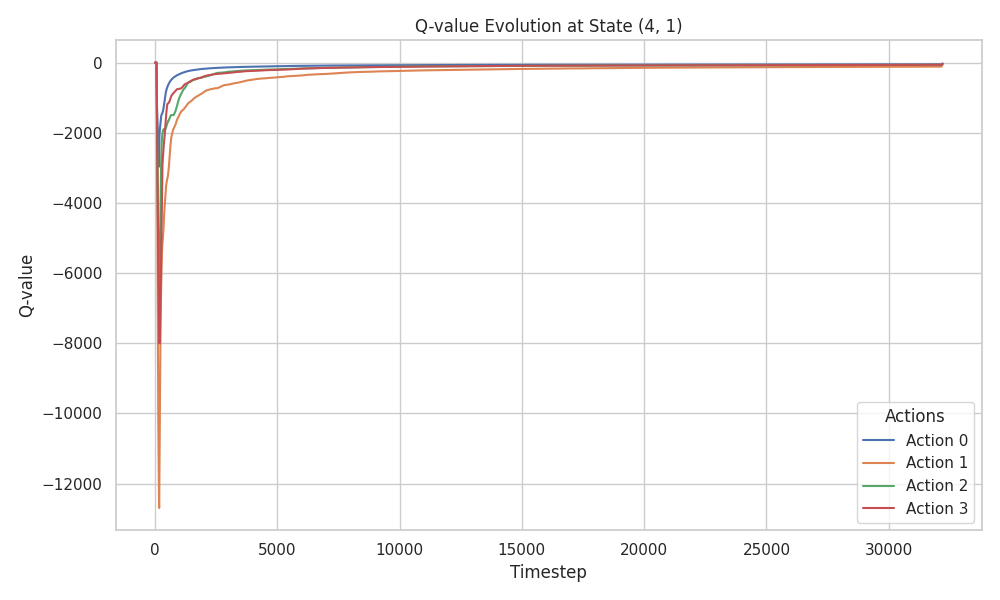 Q-value Evolution at State (4, 1)
0
−2000
−4000
−6000
−8000
−10000
−12000
Q-value
0 5000 10000 15000 20000 25000 30000
Timestep
Actions
Action 0
Action 1
Action 2
Action 3